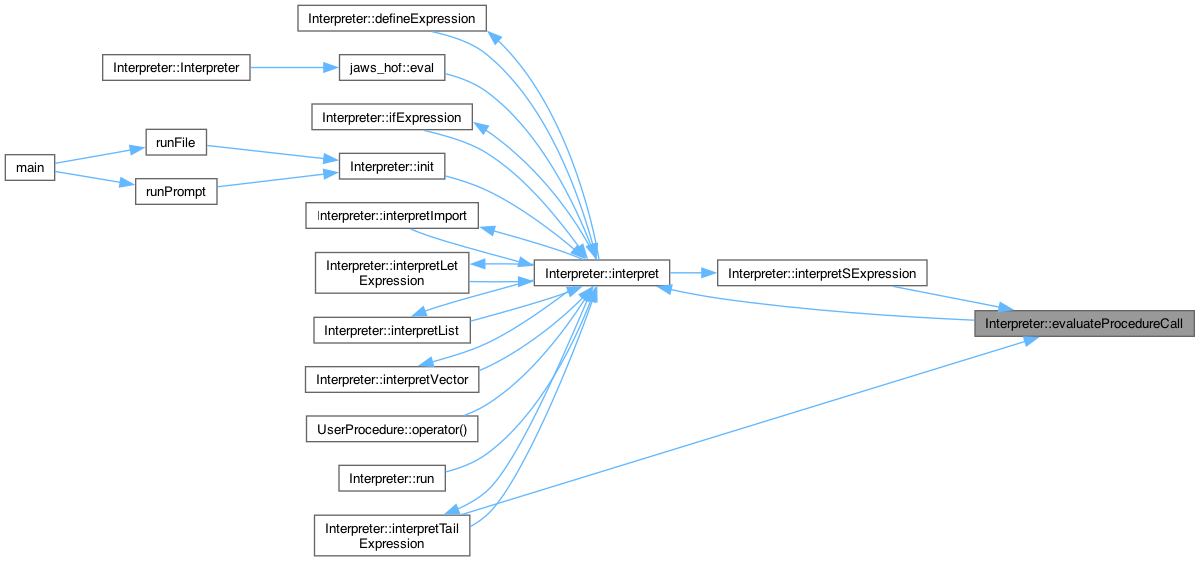 Interpreter::defineExpression
Interpreter::Interpreter
jaws_hof::eval
Interpreter::ifExpression
runFile
main
Interpreter::init
runPrompt
Interpreter::interpretImport
Interpreter::interpretLet
Expression
Interpreter::interpret
Interpreter::interpretSExpression
Interpreter::interpretList
Interpreter::evaluateProcedureCall
Interpreter::interpretVector
UserProcedure::operator()
Interpreter::run
Interpreter::interpretTail
Expression